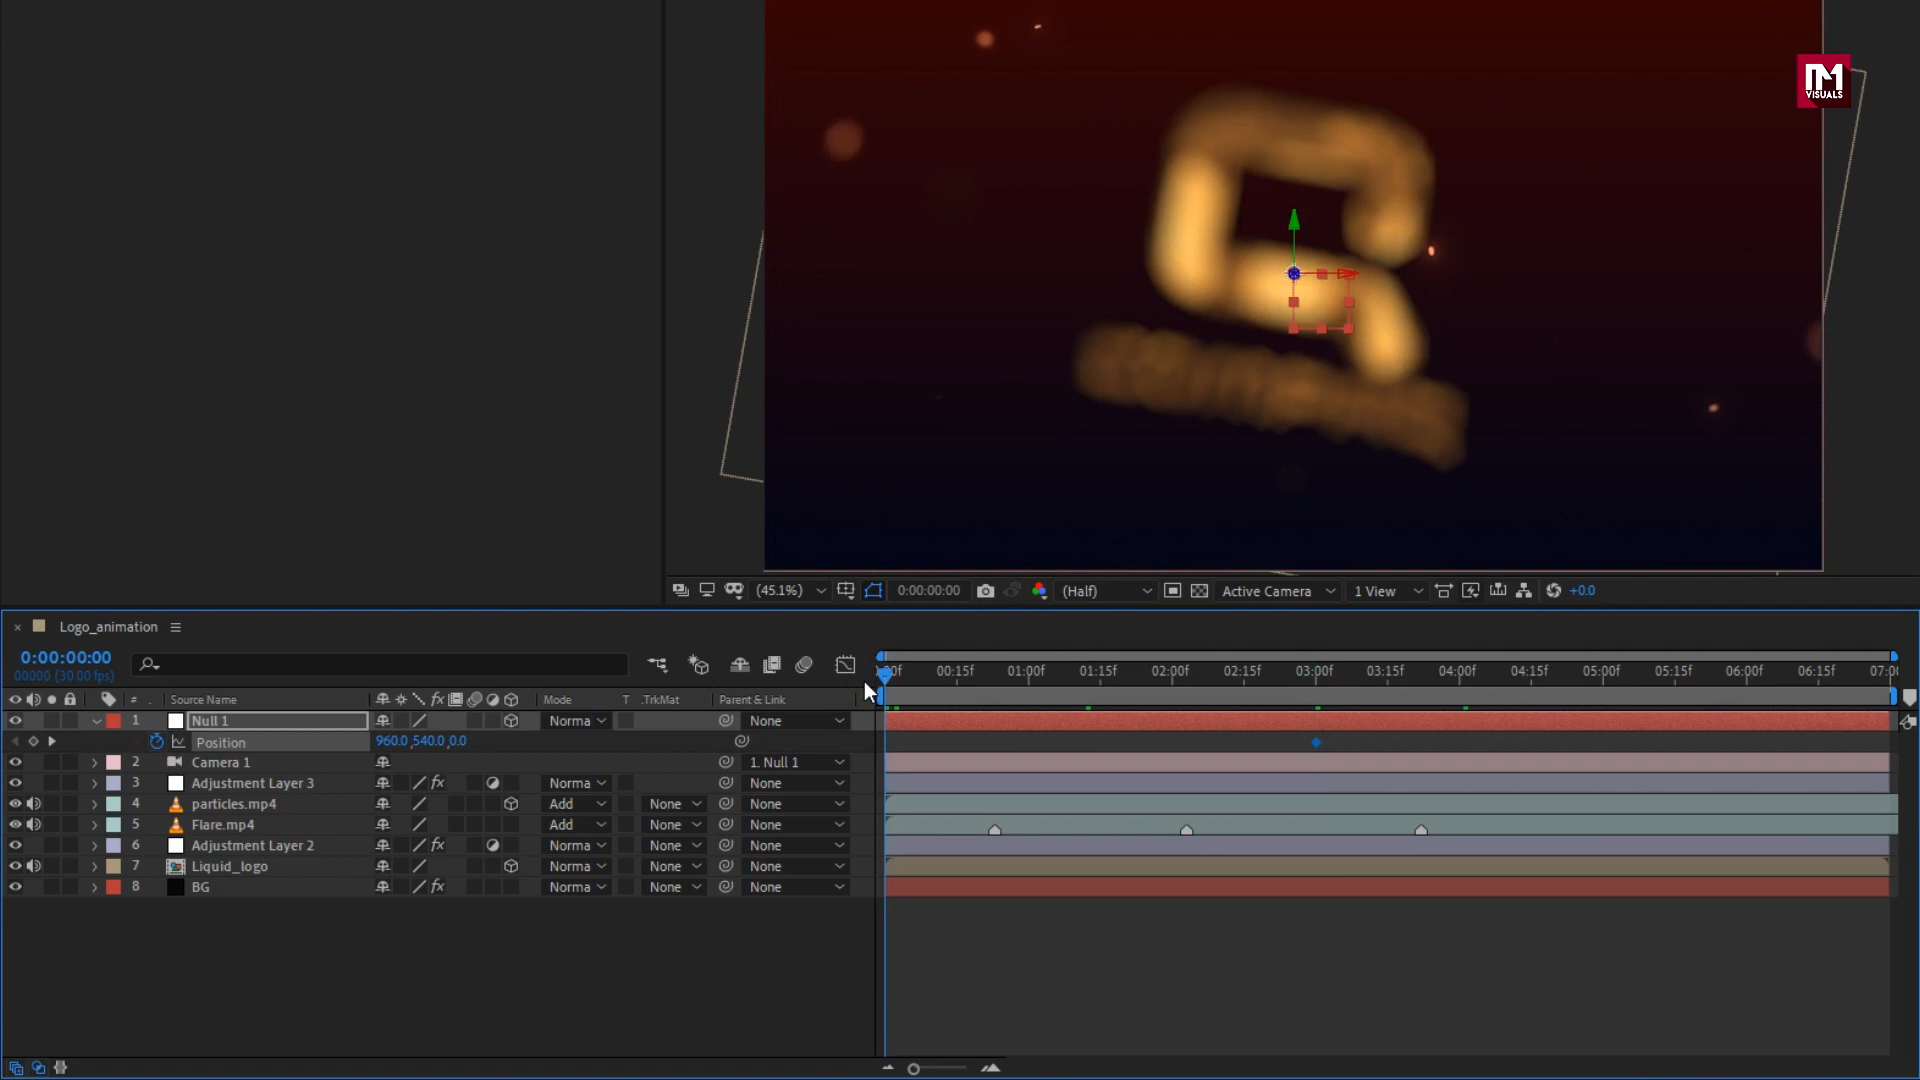 M
VISUALS
(45.1%) 0:00:00:00 (Half) Active Camera 1 View +0.0
Logo_animation
0:00:00:00
00000 (30.00 fps)
:00f 00:15f 01:00f 01:15f 02:00f 02:15f 03:00f 03:15f 04:00f 04:15f 05:00f 05:15f 06:00f 06:15f 07:0(
# . Source Name fx Mode T .TrkMat Parent & Link
1 Null 1 Norma None
Position 960.0,540.0,0.0
2 Camera 1 1. Null 1
3 Adjustment Layer 3 fx Norma None
4 particles.mp4 Add None None
5 Flare.mp4 Add None None
6 Adjustment Layer 2 fx Norma None None
7 Liquid_logo Norma None None
8 BG fx Norma None None